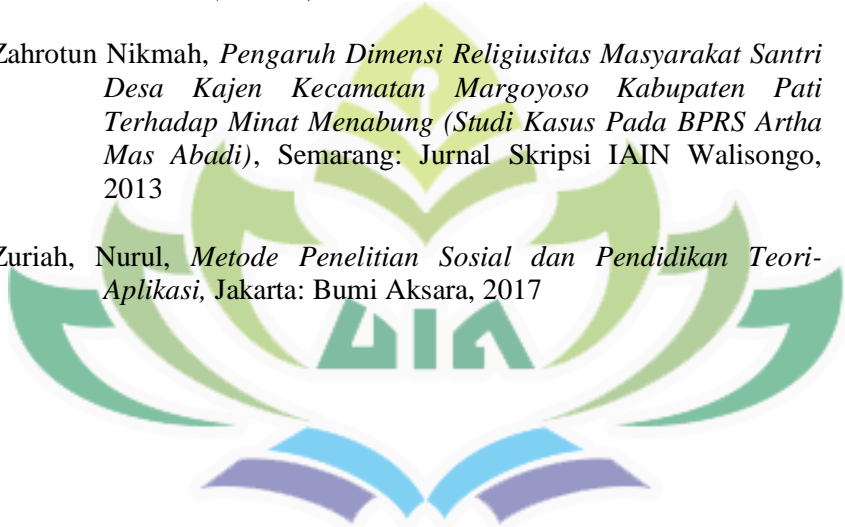 Zahrotun Nikmah, Pengaruh Dimensi Religiusitas Masyarakat Santri
Desa Kajen Kecamatan Margoyoso Kabupaten Pati
Terhadap Minat Menabung (Studi Kasus Pada BPRS Artha
Mas Abadi), Semarang: Jurnal Skripsi IAIN Walisongo,
2013
Zuriah, Nurul, Metode Penelitian Sosial dan Pendidikan Teori-
Aplikasi, Jakarta: Bumi Aksara, 2017
UIN